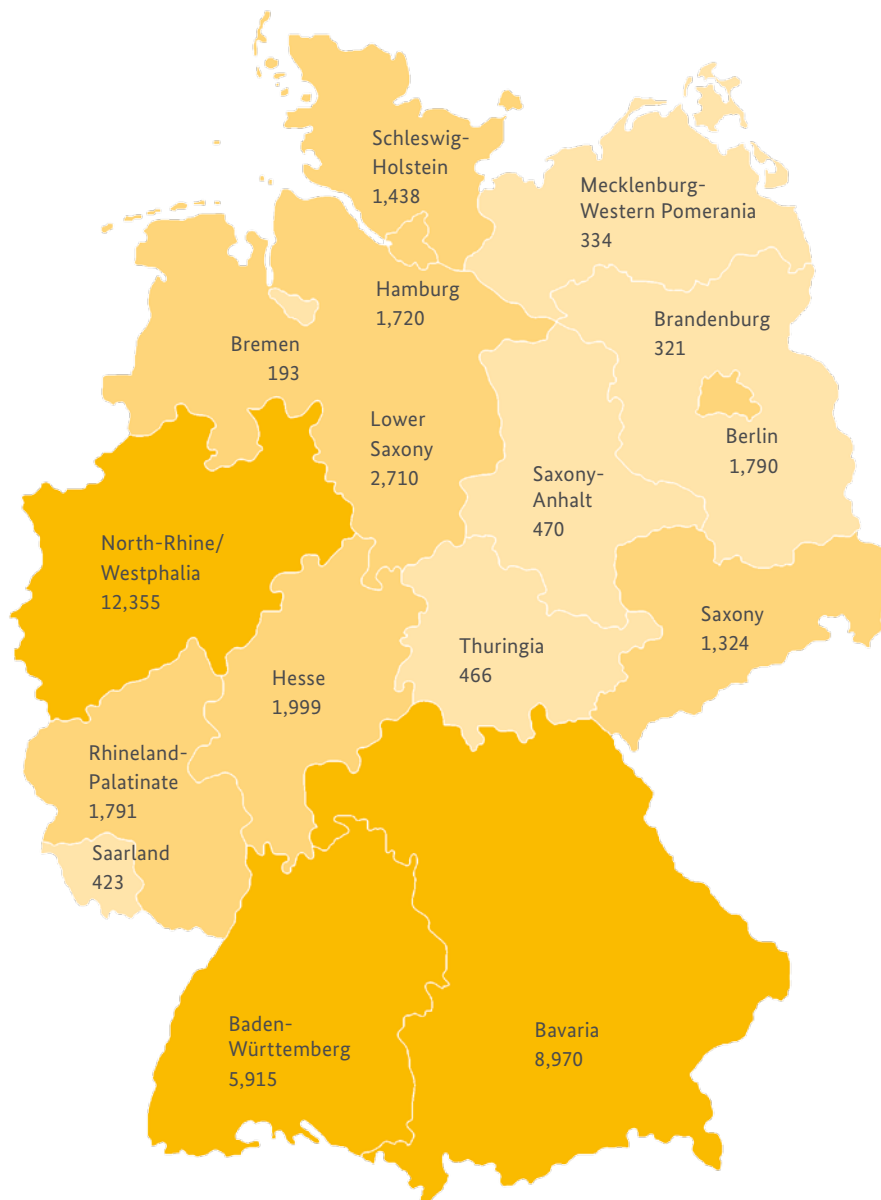 Schleswig-
Holstein
1,438
Mecklenburg-
Western Pomerania
334
Hamburg
1,720
Brandenburg
321
Bremen
193
Lower
Saxony
2,710
Berlin
1,790
Saxony-
Anhalt
470
North-Rhine/
Westphalia
12,355
Saxony
1,324
Thuringia
466
Hesse
1,999
Rhineland-
Palatinate
1,791
Saarland
423
Baden-
Württemberg
5,915
Bavaria
8,970